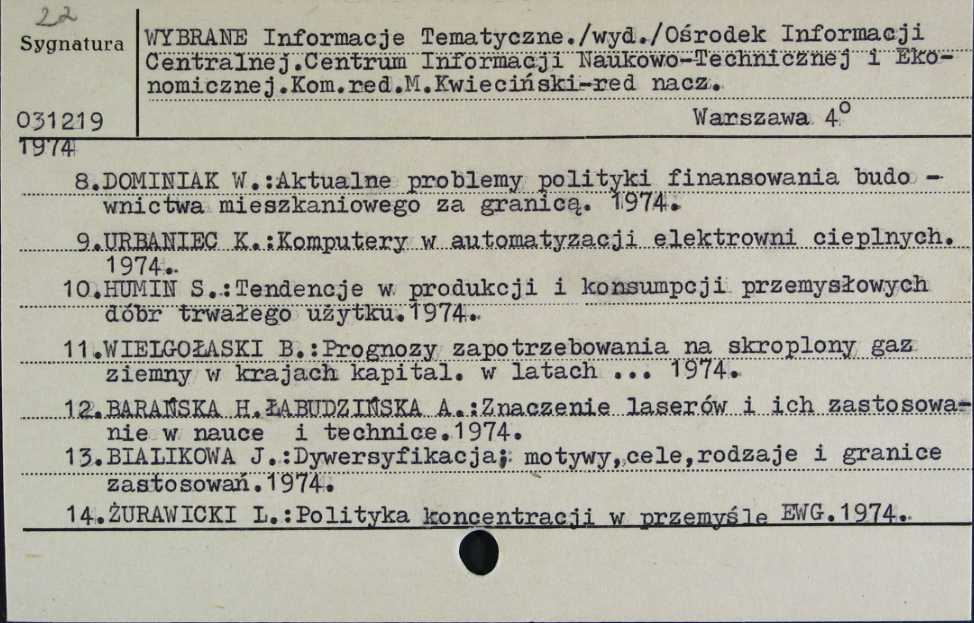 22
Sygnatura
WYBRANE Informacje Tematyczne./wyd./Ośrodek Informacji
Centralnej.Centrum Informacji Naukowo-Technicznej i Eko-
nomicznej.Kom.red.M.Kwieciński-red nacz.
031219
Warszawa 4⁰
1974
8.DOMINIAK W.:Aktualne problemy polityki finansowania budo -
wnictwa mieszkaniowego za granicą. 1974.
9.URBANIEC K.:Komputery w automatyzacji elektrowni cieplnych.
1974.
10.HUMIN S.:Tendencje w produkcji i konsumpcji przemysłowych
dóbr trwałego użytku.1974.
11.WIELGOŁASKI B.:Prognozy zapotrzebowania na skroplony gaz
ziemny w krajach kapital. w latach ... 1974.
12.BARAŃSKA H.ŁABUDZIŃSKA A.:Znaczenie laserów i ich zastosowa-
nie w nauce i technice.1974.
13.BIALIKOWA J.:Dywersyfikacja; motywy,cele,rodzaje i granice
zastosowań.1974.
14.ŻURAWICKI L.:Polityka koncentracji w przemyśle EWG.1974.